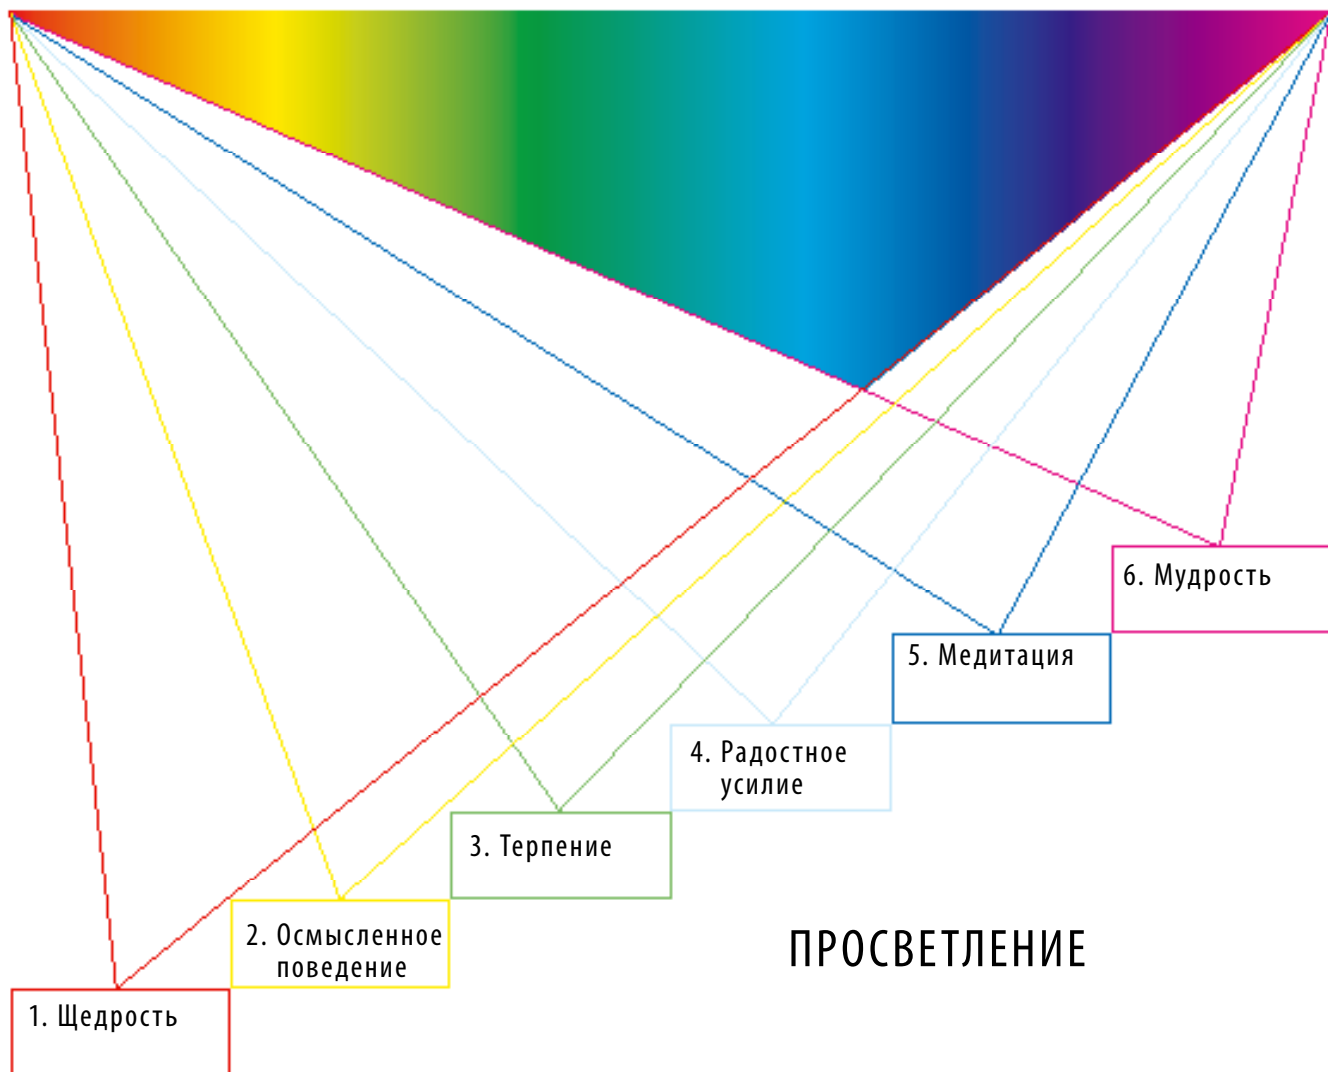 6. Мудрость
5. Медитация
4. Радостное
усилие
3. Терпение
2. Осмысленное
поведение
ПРОСВЕТЛЕНИЕ
1. Щедрость